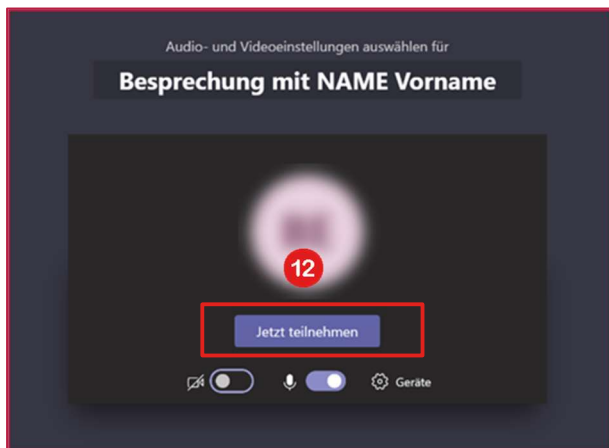 Audio- und Videoeinstellungen auswählen für
Besprechung mit NAME Vorname
12
Jetzt teilnehmen
Geräte